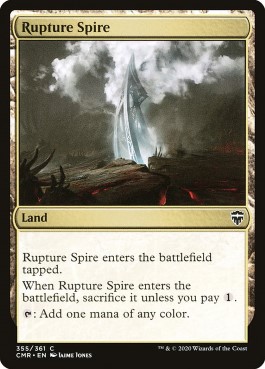 Rupture Spire
Land
Rupture Spire enters the battlefield
tapped.
When Rupture Spire enters the
battlefield, sacrifice it unless you pay 1.
: Add one mana of any color.
355/361 C
CMR • EN Jaime Jones
™ & © 2020 Wizards of the Coast